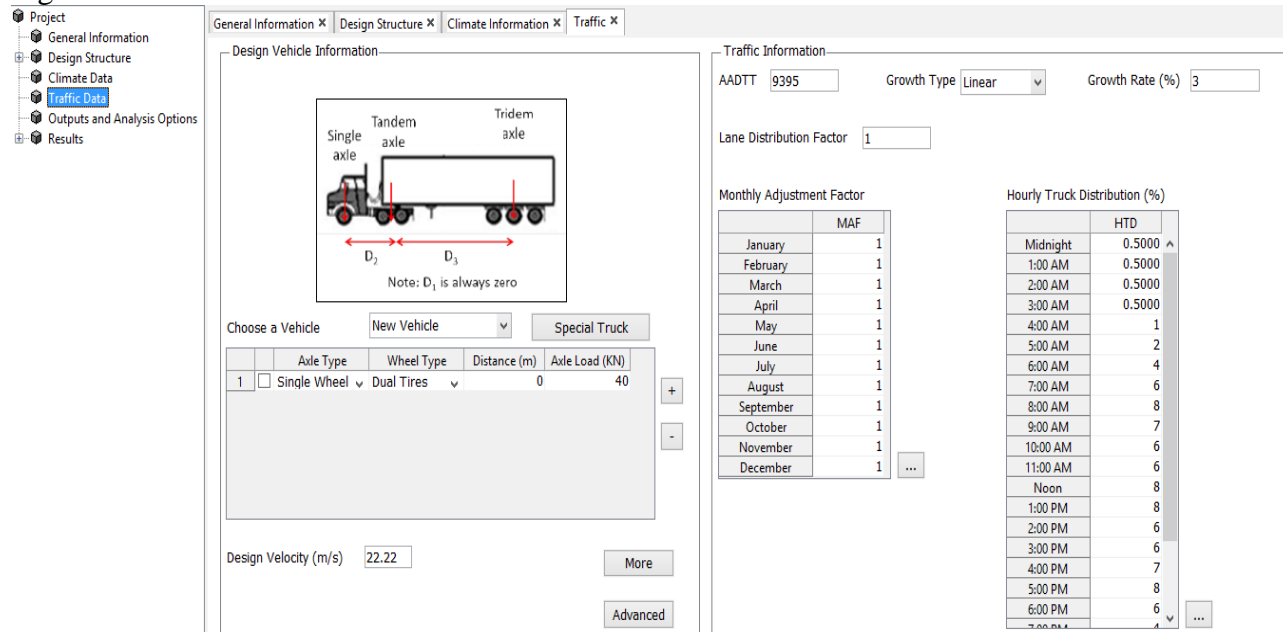 Project
General Information
Design Structure
Climate Data
Traffic Data
Outputs and Analysis Options
Results
General Information × Design Structure × Climate Information × Traffic ×
Design Vehicle Information
Single axle
Tandem axle
Tridem axle
D2
D3
Note: D1 is always zero
Choose a Vehicle New Vehicle Special Truck
Axle Type Wheel Type Distance (m) Axle Load (KN)
1 Single Wheel Dual Tires 0 40
+
-
Design Velocity (m/s) 22.22
More
Advanced
Traffic Information
AADTT 9395 Growth Type Linear Growth Rate (%) 3
Lane Distribution Factor 1
Monthly Adjustment Factor
MAF
January 1
February 1
March 1
April 1
May 1
June 1
July 1
August 1
September 1
October 1
November 1
December 1
...
Hourly Truck Distribution (%)
HTD
Midnight 0.5000
1:00 AM 0.5000
2:00 AM 0.5000
3:00 AM 0.5000
4:00 AM 1
5:00 AM 2
6:00 AM 4
7:00 AM 6
8:00 AM 8
9:00 AM 7
10:00 AM 6
11:00 AM 6
Noon 8
1:00 PM 8
2:00 PM 6
3:00 PM 6
4:00 PM 7
5:00 PM 8
6:00 PM 6
7:00 PM 4
...